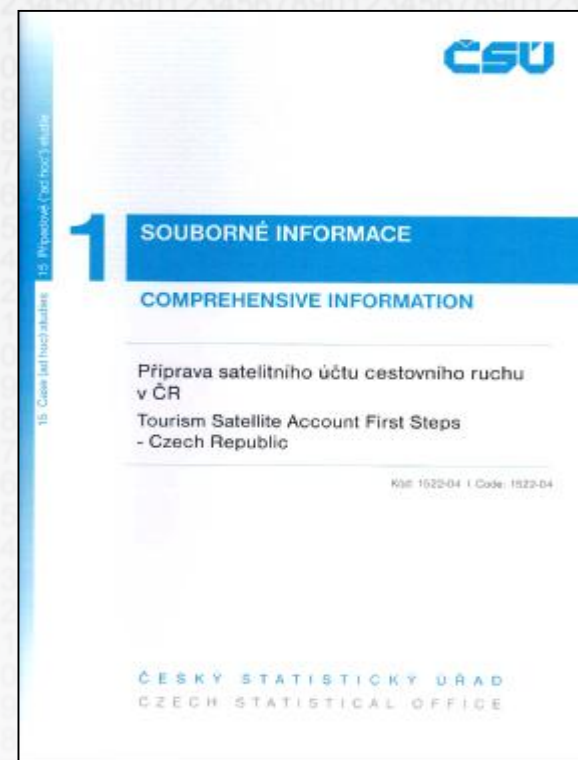 ČSÚ
15 Případové ("ad hoc") studie
15 Case (ad hoc) studies
1
SOUBORNÉ INFORMACE
COMPREHENSIVE INFORMATION
Příprava satelitního účtu cestovního ruchu
v ČR
Tourism Satellite Account First Steps
- Czech Republic
Kód: 1522-04 | Code: 1522-04
ČESKÝ STATISTICKÝ ÚŘAD
CZECH STATISTICAL OFFICE